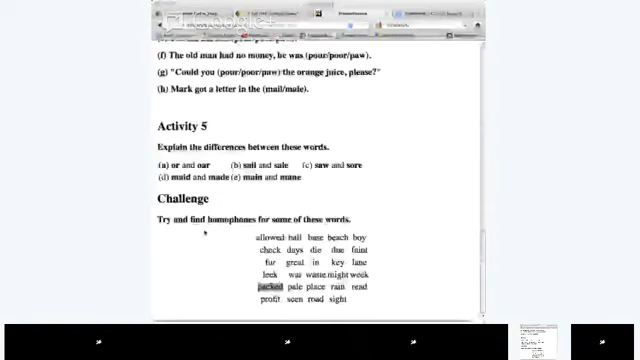 Google+
(f) The old man had no money, he was (pour/poor/paw).
(g) "Could you (pour/poor/paw) the orange juice, please?"
(h) Mark got a letter in the (mail/male).
Activity 5
Explain the differences between these words.
(a) or and oar (b) sail and sale (c) saw and sore
(d) maid and made (e) main and mane
Challenge
Try and find homophones for some of these words.
allowed ball base beach boy
check days die due faint
fur great in key lane
leek war waste might week
packed pale place rain read
profit seen road sight